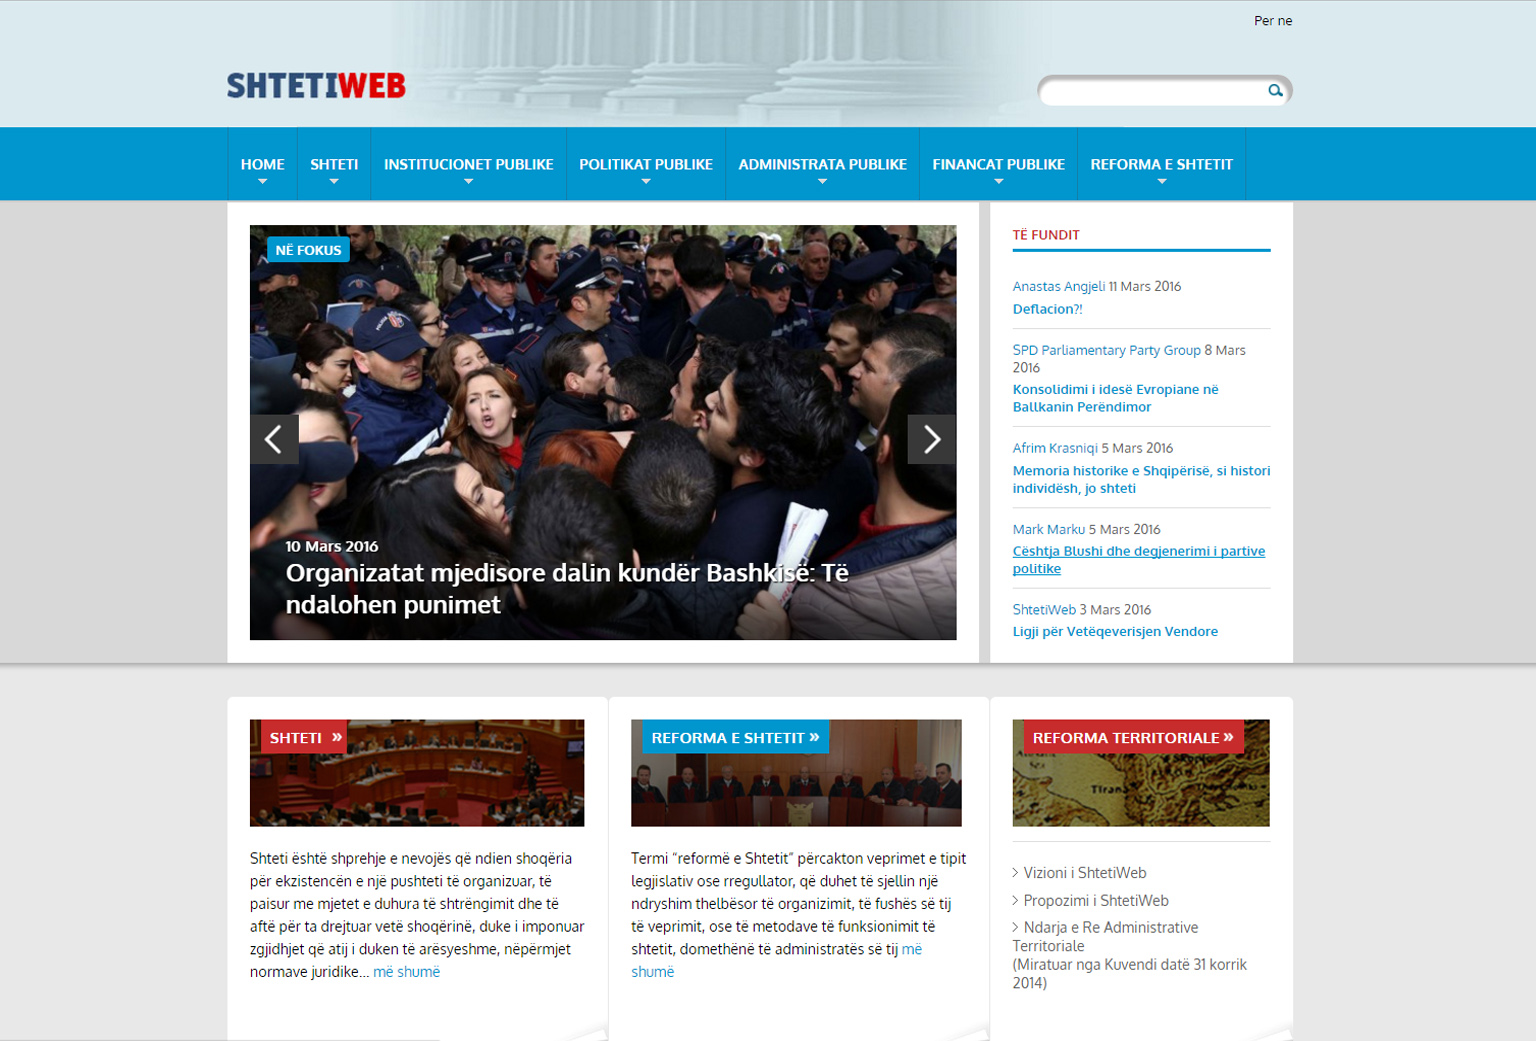 Per ne
SHTETIWEB
HOME
SHTETI
INSTITUCIONET PUBLIKE
POLITIKAT PUBLIKE
ADMINISTRATA PUBLIKE
FINANCAT PUBLIKE
REFORMA E SHTETIT
NË FOKUS
10 Mars 2016
Organizatat mjedisore dalin kundër Bashkisë: Të
ndalohen punimet
TË FUNDIT
Anastas Angjeli 11 Mars 2016
Deflacion?!
SPD Parliamentary Party Group 8 Mars
2016
Konsolidimi i idesë Evropiane në
Ballkanin Perëndimor
Afrim Krasniqi 5 Mars 2016
Memoria historike e Shqipërisë, si histori
individësh, jo shteti
Mark Marku 5 Mars 2016
Cështja Blushi dhe degjenerimi i partive
politike
ShtetiWeb 3 Mars 2016
Ligji për Vetëqeverisjen Vendore
SHTETI »
Shteti është shprehje e nevojës që ndien shoqëria
për ekzistencën e një pushteti të organizuar, të
paisur me mjetet e duhura të shtrëngimit dhe të
aftë për ta drejtuar vetë shoqërinë, duke i imponuar
zgjidhjet që atij i duken të arësyeshme, nëpërmjet
normave juridike... më shumë
REFORMA E SHTETIT »
Termi “reformë e Shtetit” përcakton veprimet e tipit
legjislativ ose rregullator, që duhet të sjellin një
ndryshim thelbësor të organizimit, të fushës së tij
të veprimit, ose të metodave të funksionimit të
shtetit, domethënë të administratës së tij më
shumë
REFORMA TERRITORIALE »
Tiran
> Vizioni i ShtetiWeb
> Propozimi i ShtetiWeb
> Ndarja e Re Administrative
Territoriale
(Miratuar nga Kuvendi datë 31 korrik
2014)